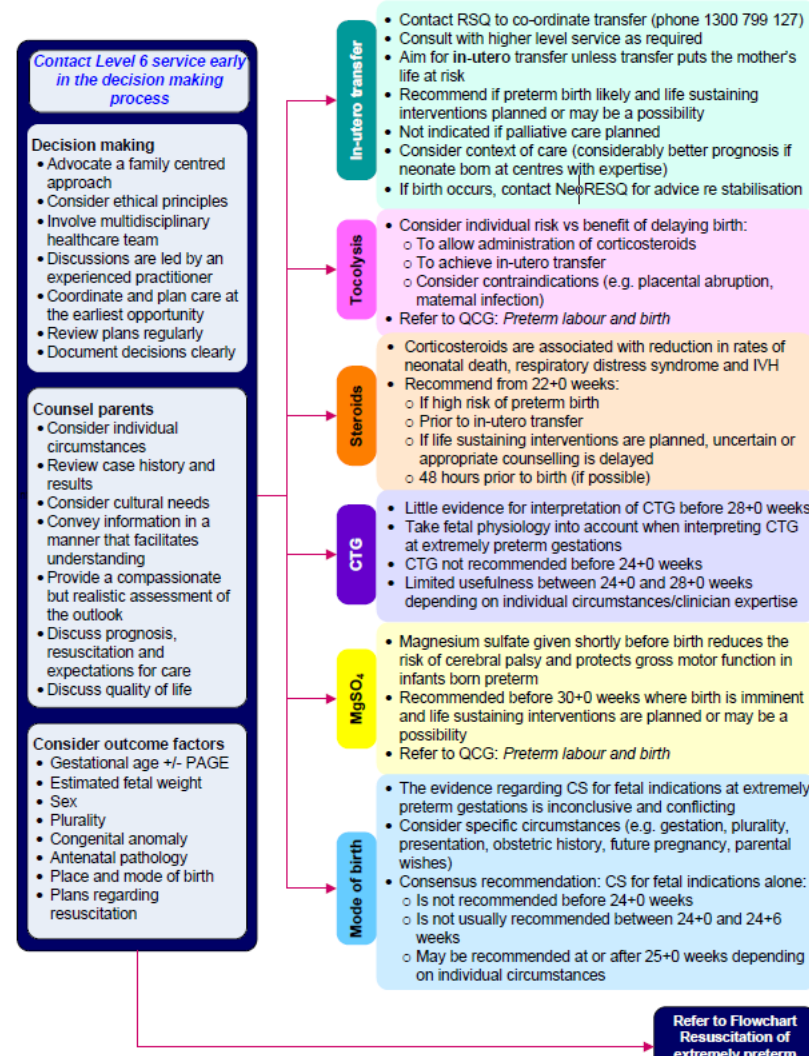 Contact Level 6 service early
in the decision making
process
Decision making
• Advocate a family centred
approach
• Consider ethical principles
• Involve multidisciplinary
healthcare team
• Discussions are led by an
experienced practitioner
• Coordinate and plan care at
the earliest opportunity
• Review plans regularly
• Document decisions clearly
Counsel parents
• Consider individual
circumstances
• Review case history and
results
• Consider cultural needs
• Convey information in a
manner that facilitates
understanding
• Provide a compassionate
but realistic assessment of
the outlook
• Discuss prognosis,
resuscitation and
expectations for care
• Discuss quality of life
Consider outcome factors
• Gestational age +/- PAGE
• Estimated fetal weight
• Sex
• Plurality
• Congenital anomaly
• Antenatal pathology
• Place and mode of birth
• Plans regarding
resuscitation
In-utero transfer
• Contact RSQ to co-ordinate transfer (phone 1300 799 127)
• Consult with higher level service as required
• Aim for in-utero transfer unless transfer puts the mother's
life at risk
• Recommend if preterm birth likely and life sustaining
interventions planned or may be a possibility
• Not indicated if palliative care planned
• Consider context of care (considerably better prognosis if
neonate born at centres with expertise)
• If birth occurs, contact NeoRESQ for advice re stabilisation
Tocolysis
• Consider individual risk vs benefit of delaying birth:
o To allow administration of corticosteroids
o To achieve in-utero transfer
o Consider contraindications (e.g. placental abruption,
maternal infection)
• Refer to QCG: Preterm labour and birth
Steroids
• Corticosteroids are associated with reduction in rates of
neonatal death, respiratory distress syndrome and IVH
• Recommend from 22+0 weeks:
o If high risk of preterm birth
o Prior to in-utero transfer
o If life sustaining interventions are planned, uncertain or
appropriate counselling is delayed
o 48 hours prior to birth (if possible)
CTG
• Little evidence for interpretation of CTG before 28+0 weeks
• Take fetal physiology into account when interpreting CTG
at extremely preterm gestations
• CTG not recommended before 24+0 weeks
• Limited usefulness between 24+0 and 28+0 weeks
depending on individual circumstances/clinician expertise
MgSO₄
• Magnesium sulfate given shortly before birth reduces the
risk of cerebral palsy and protects gross motor function in
infants born preterm
• Recommended before 30+0 weeks where birth is imminent
and life sustaining interventions are planned or may be a
possibility
• Refer to QCG: Preterm labour and birth
Mode of birth
• The evidence regarding CS for fetal indications at extremely
preterm gestations is inconclusive and conflicting
• Consider specific circumstances (e.g. gestation, plurality,
presentation, obstetric history, future pregnancy, parental
wishes)
• Consensus recommendation: CS for fetal indications alone:
o Is not recommended before 24+0 weeks
o Is not usually recommended between 24+0 and 24+6
weeks
o May be recommended at or after 25+0 weeks depending
on individual circumstances
Refer to Flowchart
Resuscitation of
extremely preterm